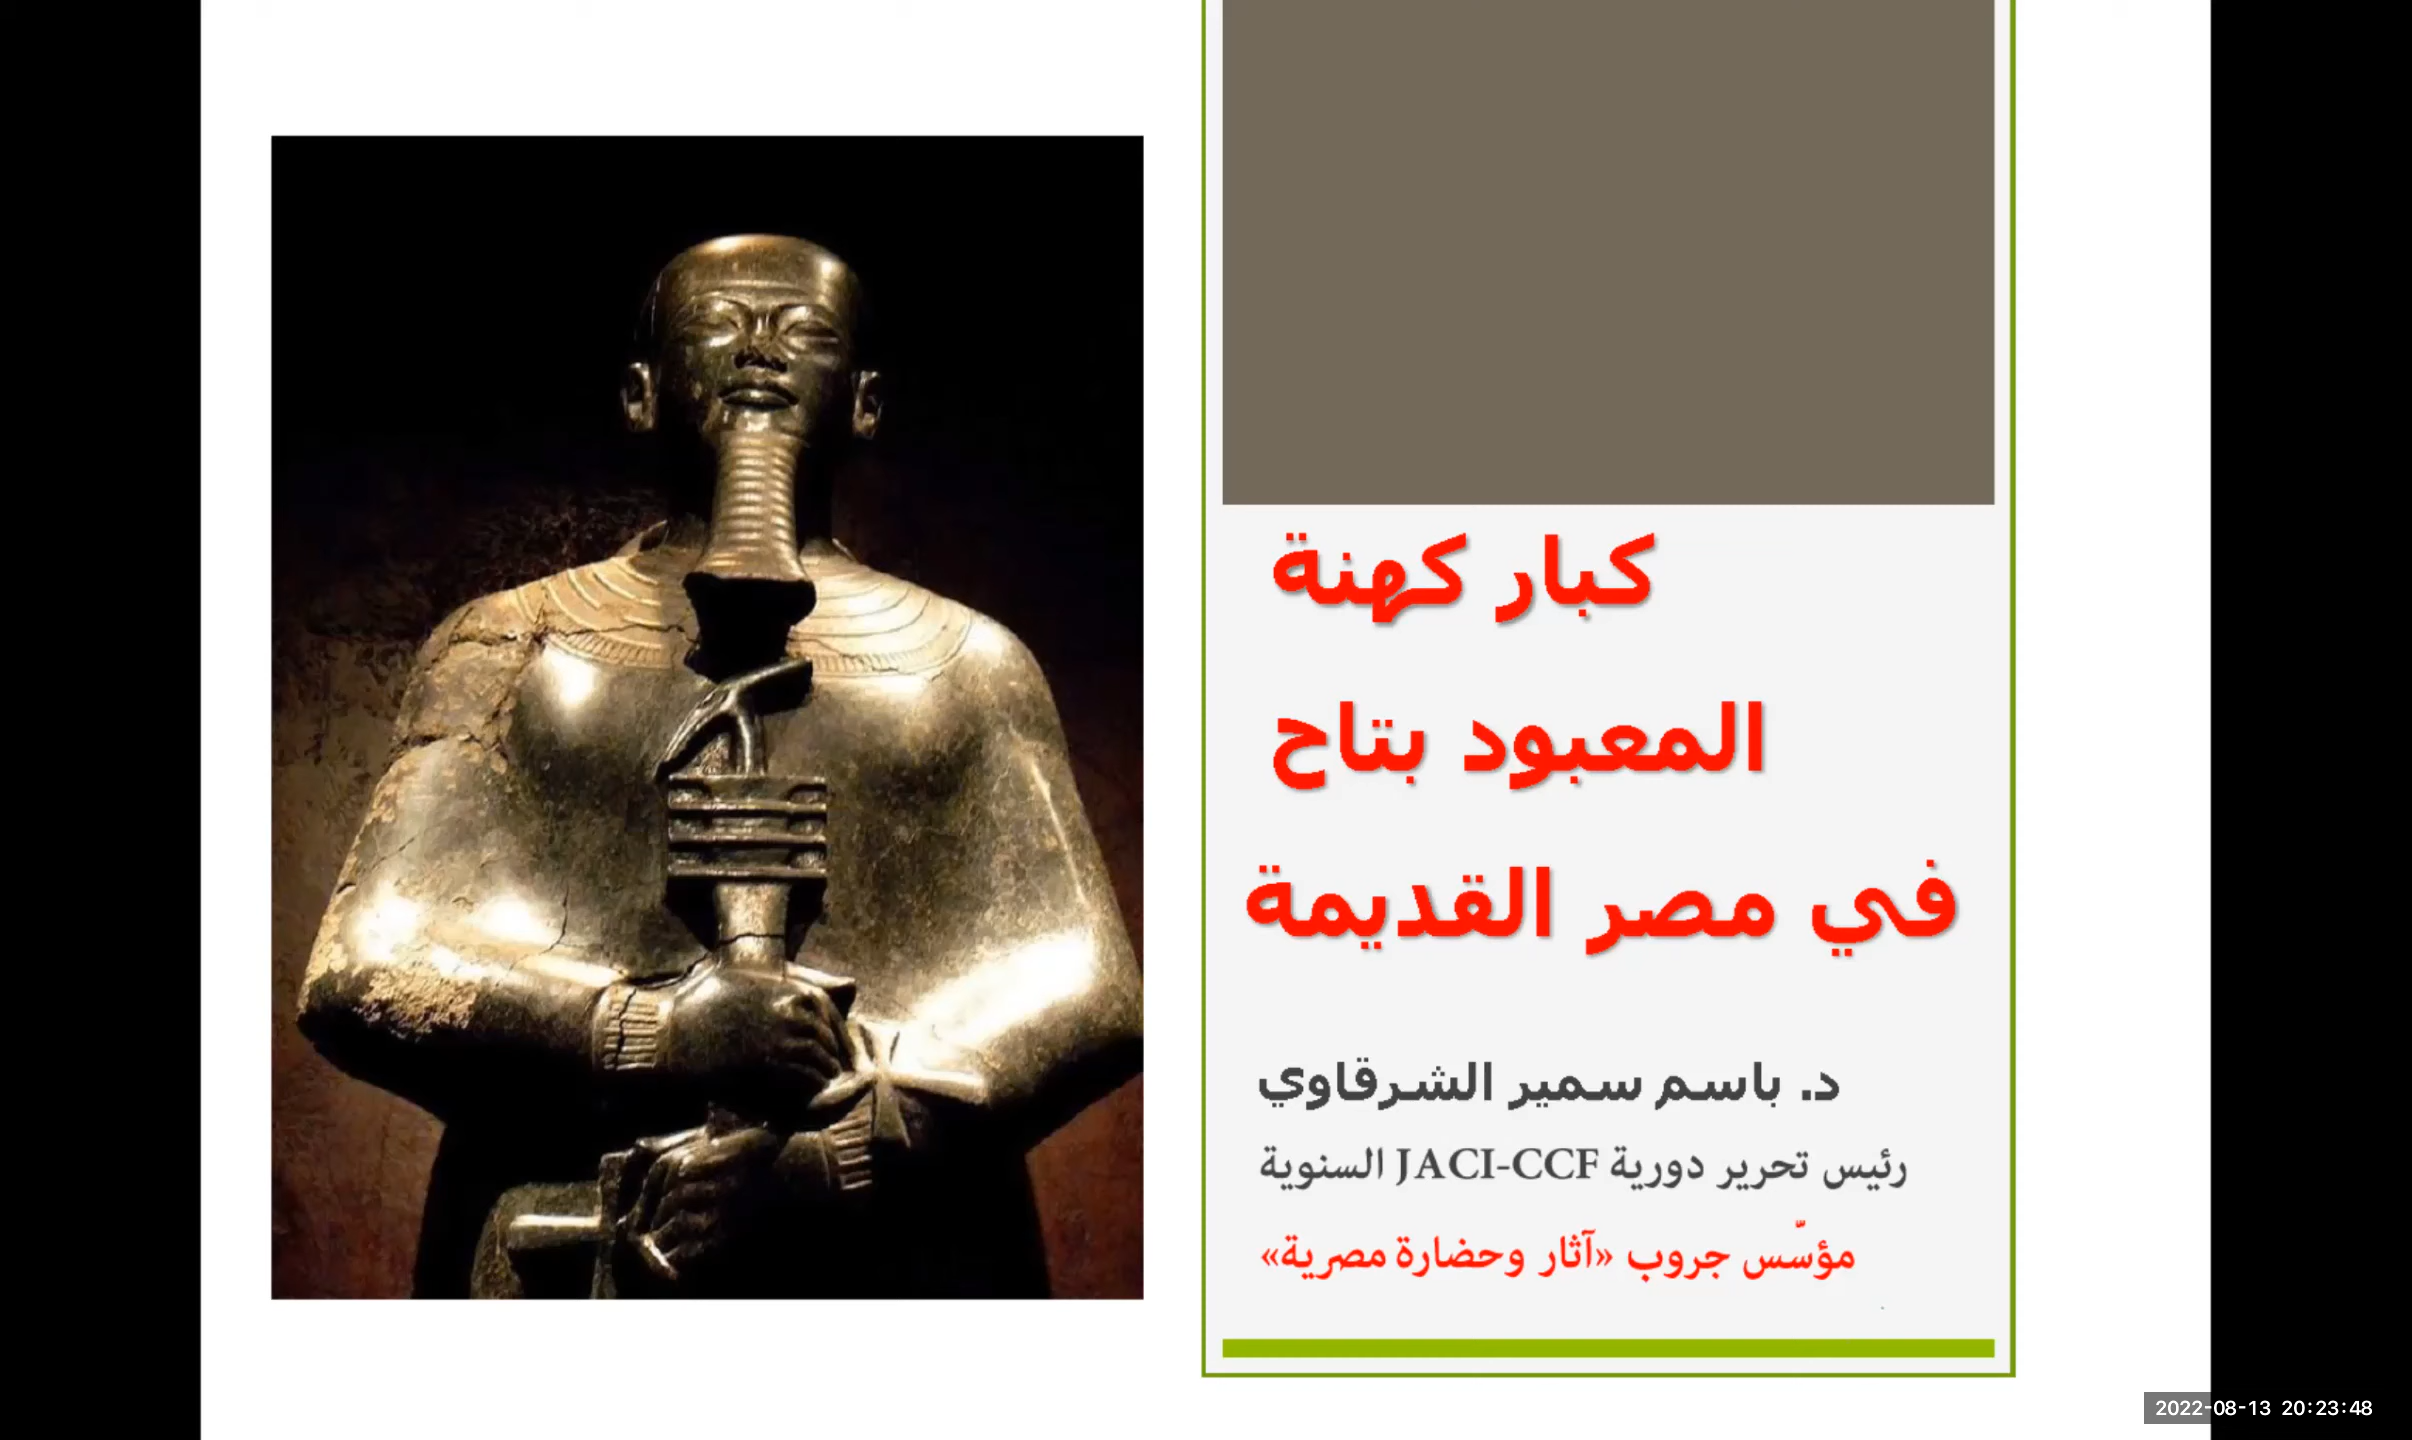 كبار كهنة
المعبود بتاح
في مصر القديمة
د. باسم سمير الشرقاوي
رئيس تحرير دورية JACI-CCF السنوية
مؤسّس جروب «آثار وحضارة مصرية»
2022-08-13 20:23:48